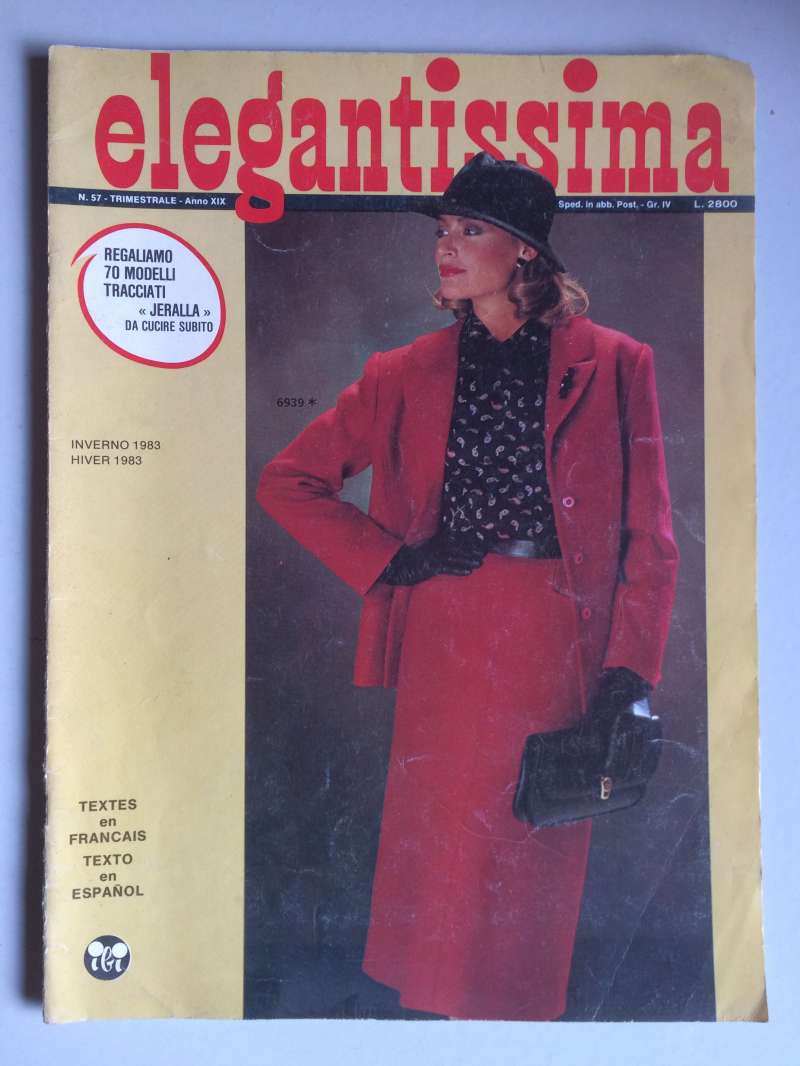 elegantissima
N. 57 - TRIMESTRALE - Anno XIX
Sped. in abb. Post. - Gr. IV
L. 2800
REGALIAMO
70 MODELLI
TRACCIATI
« JERALLA »
DA CUCIRE SUBITO
6939 *
INVERNO 1983
HIVER 1983
TEXTES
en
FRANCAIS
TEXTO
en
ESPAÑOL
ibi